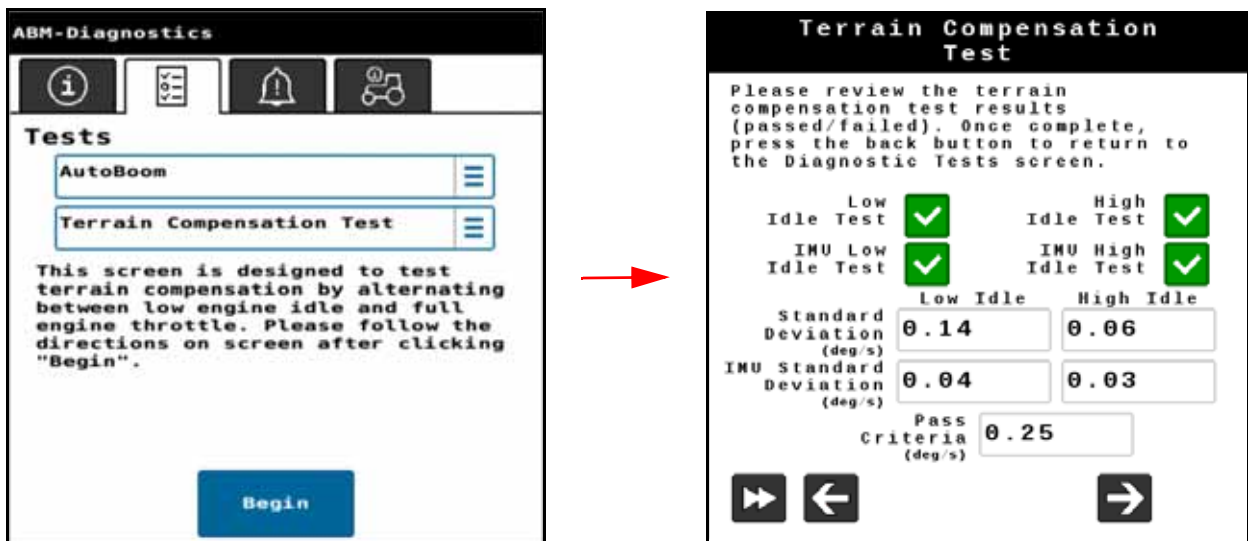 ABM-Diagnostics
Tests
AutoBoom
Terrain Compensation Test
This screen is designed to test
terrain compensation by alternating
between low engine idle and full
engine throttle. Please follow the
directions on screen after clicking
"Begin".
Begin
Terrain Compensation
Test
Please review the terrain
compensation test results
(passed/failed). Once complete,
press the back button to return to
the Diagnostic Tests screen.
Low
Idle Test
High
Idle Test
IMU Low
Idle Test
IMU High
Idle Test
Low Idle
High Idle
Standard
Deviation
(deg/s)
0.14
0.06
IMU Standard
Deviation
(deg/s)
0.04
0.03
Pass
Criteria
(deg/s)
0.25